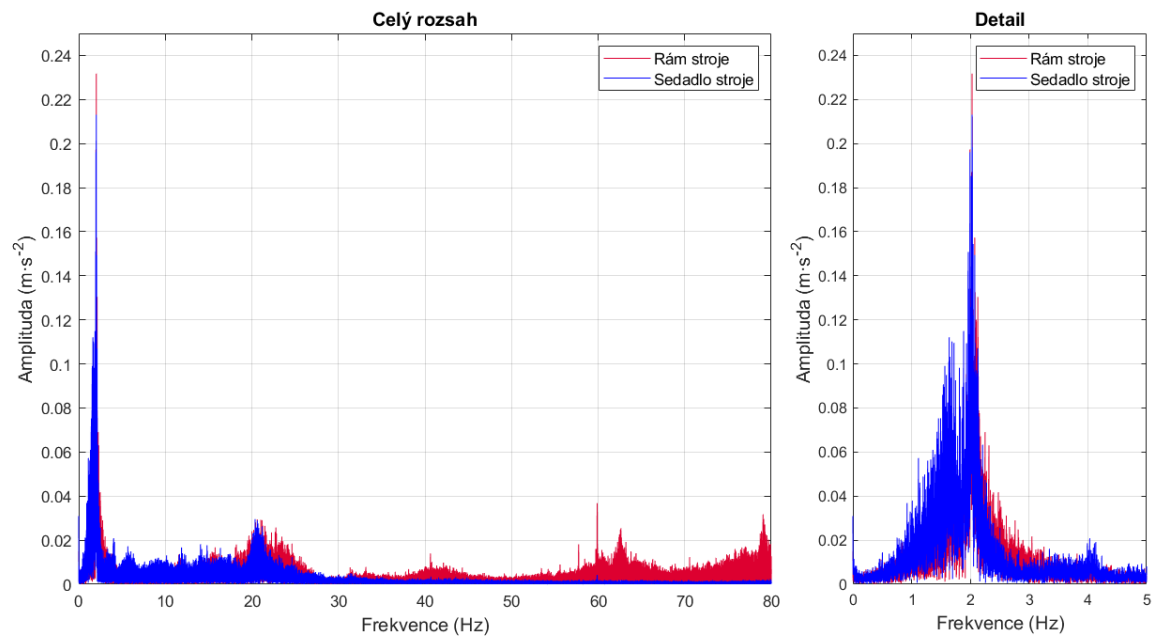 Celý rozsah
0.24
0.22
0.2
0.18
0.16
0.14
0.12
0.1
0.08
0.06
0.04
0.02
0
Amplituda (m·s⁻²)
Rám stroje
Sedadlo stroje
0 10 20 30 40 50 60 70 80
Frekvence (Hz)
Detail
0.24
0.22
0.2
0.18
0.16
0.14
0.12
0.1
0.08
0.06
0.04
0.02
0
Amplituda (m·s⁻²)
Rám stroje
Sedadlo stroje
0 1 2 3 4 5
Frekvence (Hz)